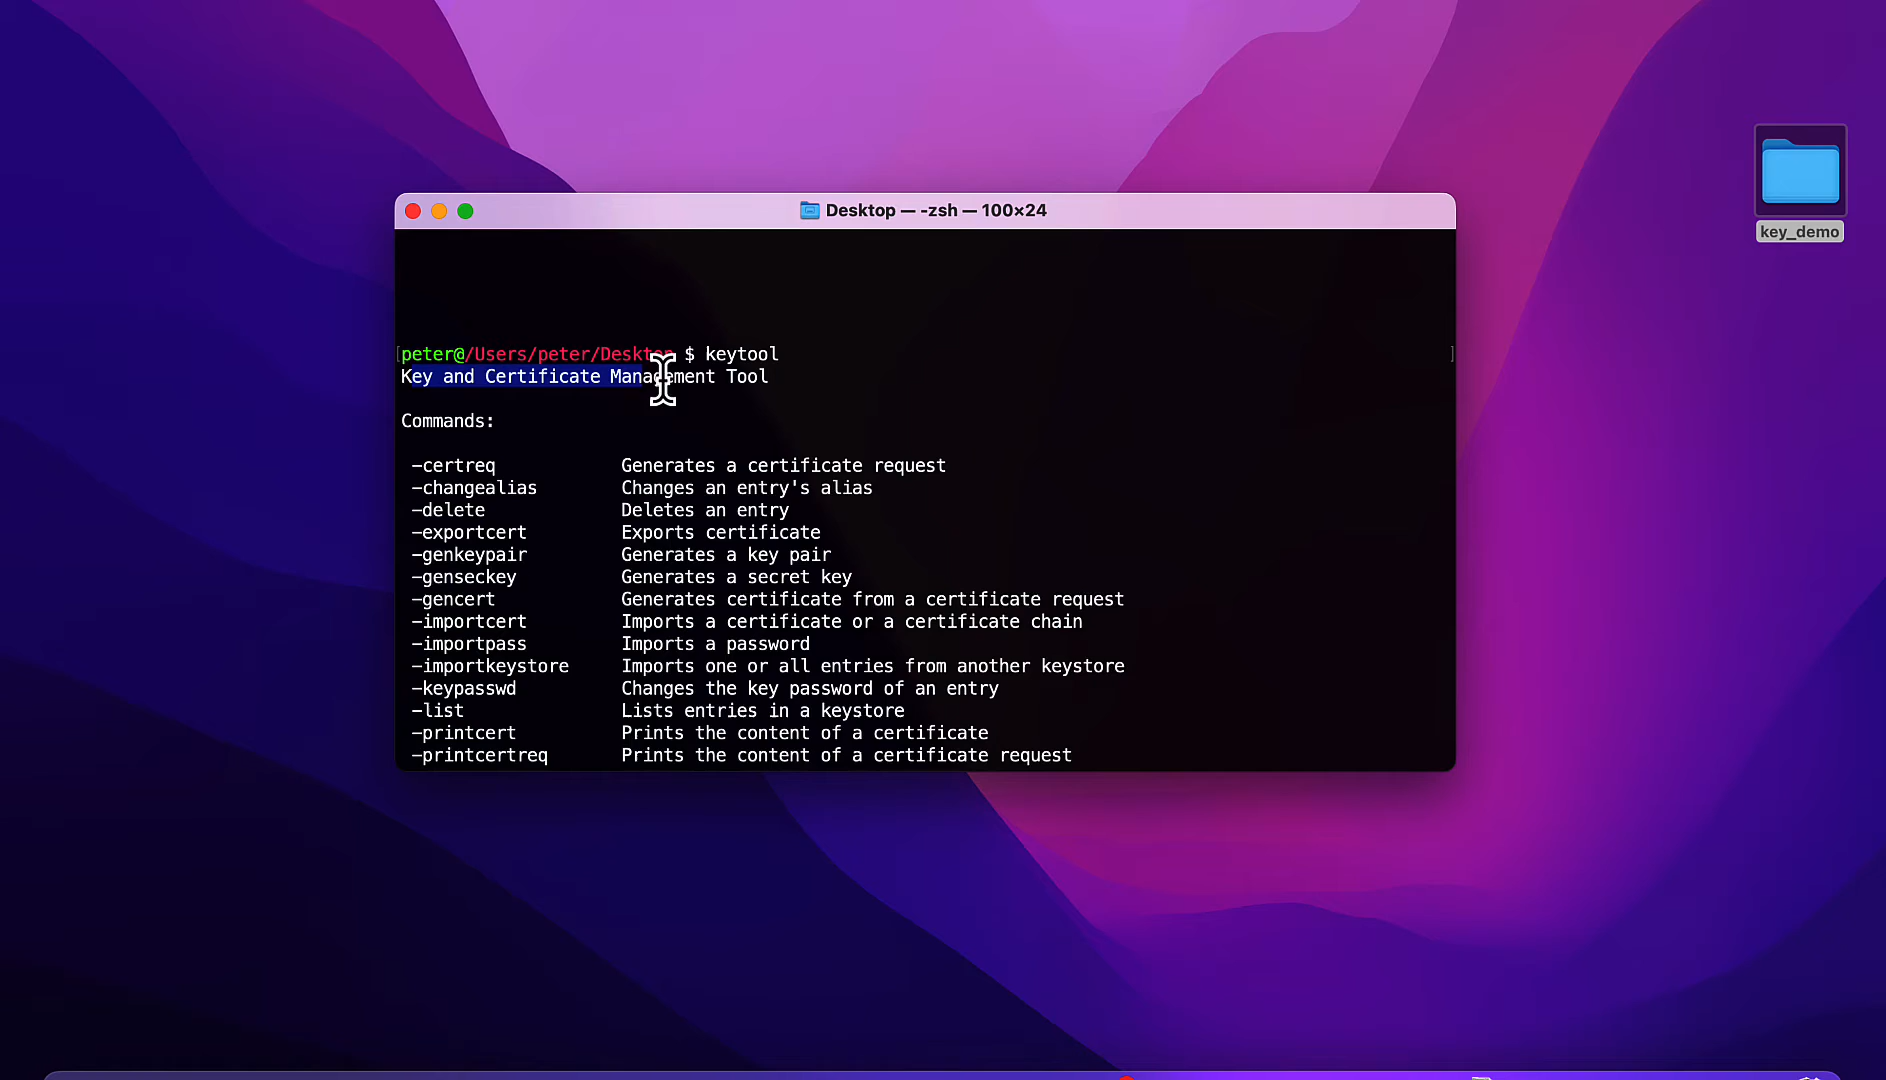 Desktop — -zsh — 100×24
key_demo
[peter@/Users/peter/Desktop $ keytool ]
Key and Certificate Management Tool
Commands:
-certreq Generates a certificate request
-changealias Changes an entry's alias
-delete Deletes an entry
-exportcert Exports certificate
-genkeypair Generates a key pair
-genseckey Generates a secret key
-gencert Generates certificate from a certificate request
-importcert Imports a certificate or a certificate chain
-importpass Imports a password
-importkeystore Imports one or all entries from another keystore
-keypasswd Changes the key password of an entry
-list Lists entries in a keystore
-printcert Prints the content of a certificate
-printcertreq Prints the content of a certificate request